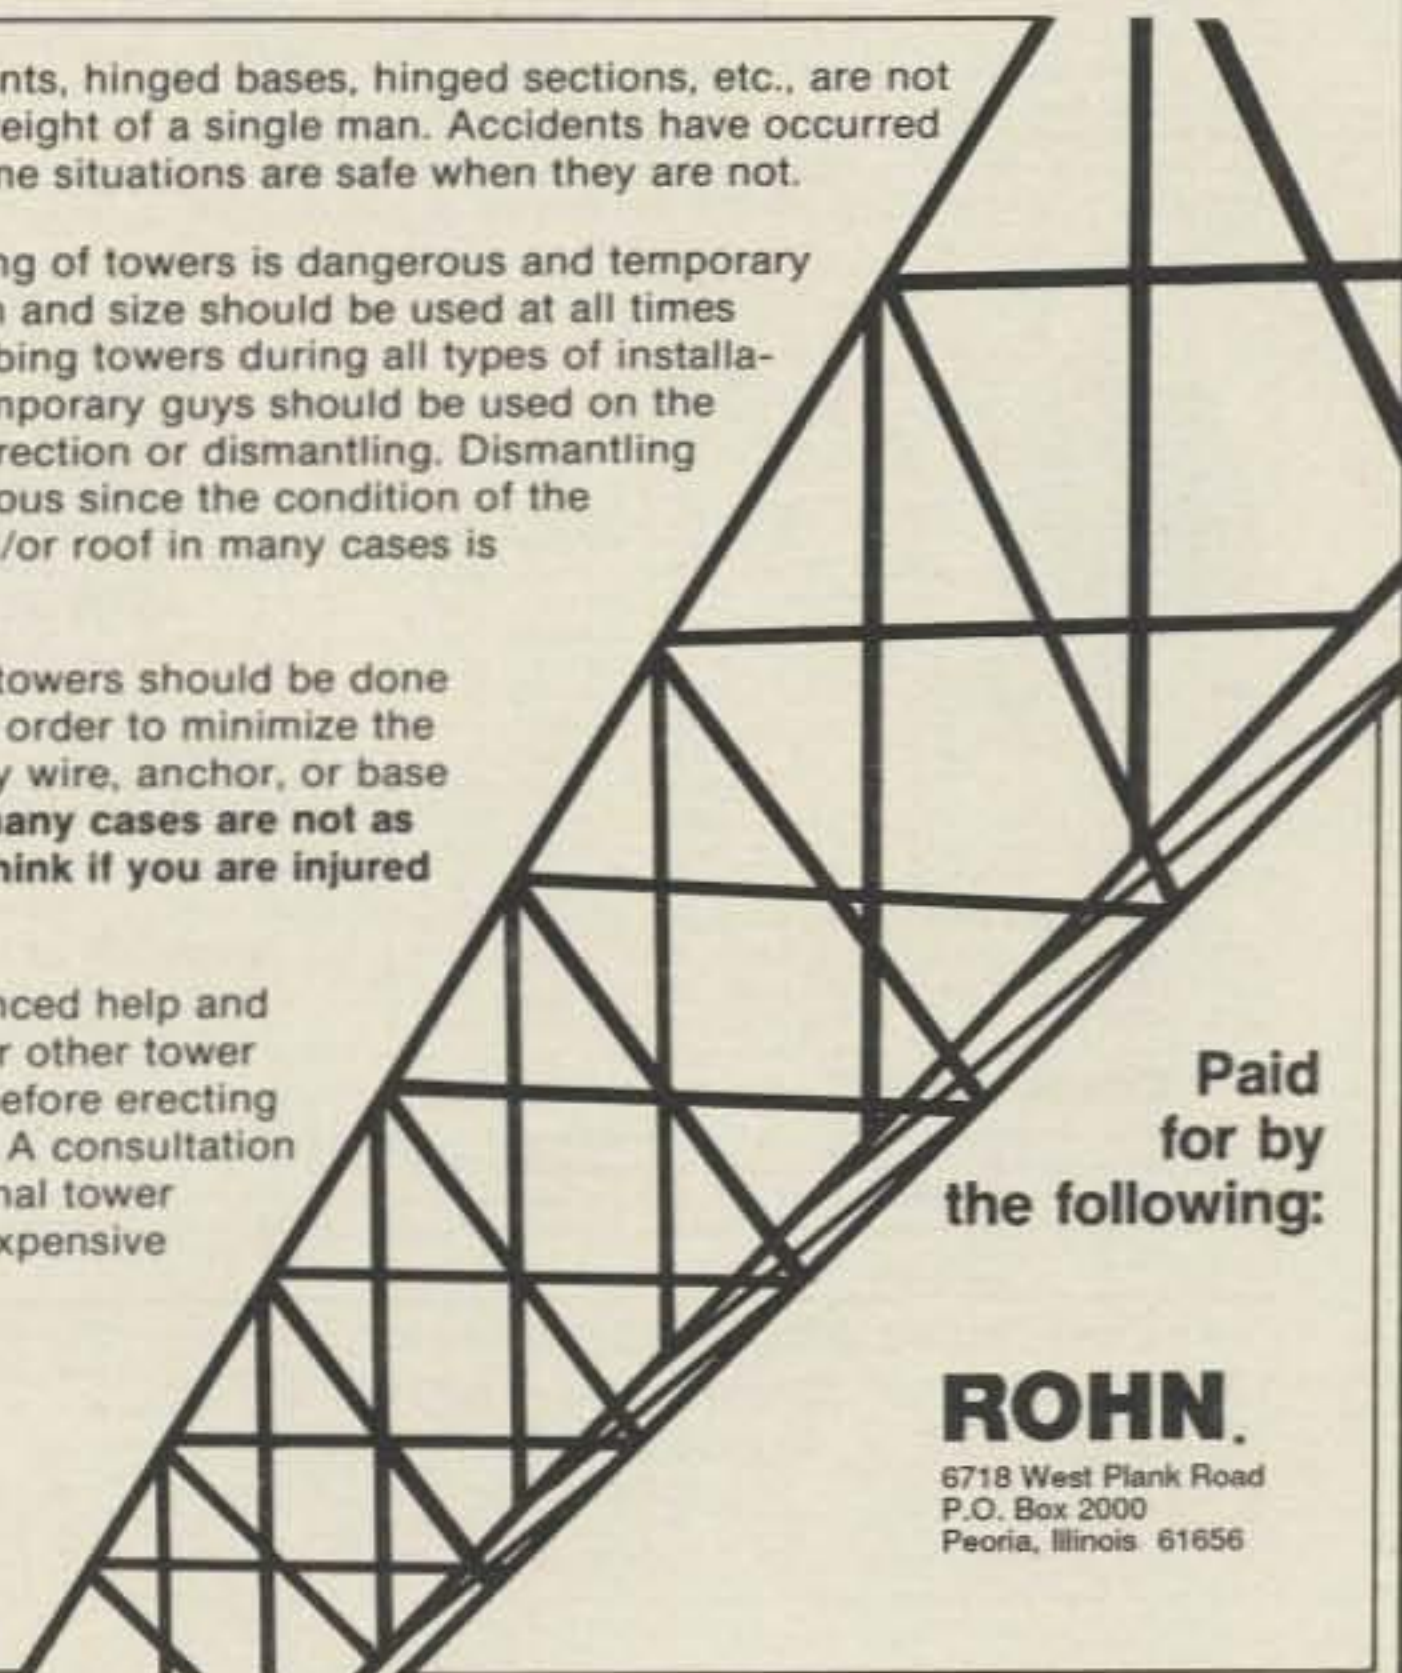 nts, hinged bases, hinged sections, etc., are not
eight of a single man. Accidents have occurred
ne situations are safe when they are not.
ng of towers is dangerous and temporary
n and size should be used at all times
bing towers during all types of installa-
mporary guys should be used on the
rection or dismantling. Dismantling
ous since the condition of the
/or roof in many cases is
towers should be done
order to minimize the
y wire, anchor, or base
nany cases are not as
hink if you are injured
nced help and
r other tower
efore erecting
A consultation
nal tower
xpensive
Paid
for by
the following:
ROHN.
6718 West Plank Road
P.O. Box 2000
Peoria, Illinois 61656